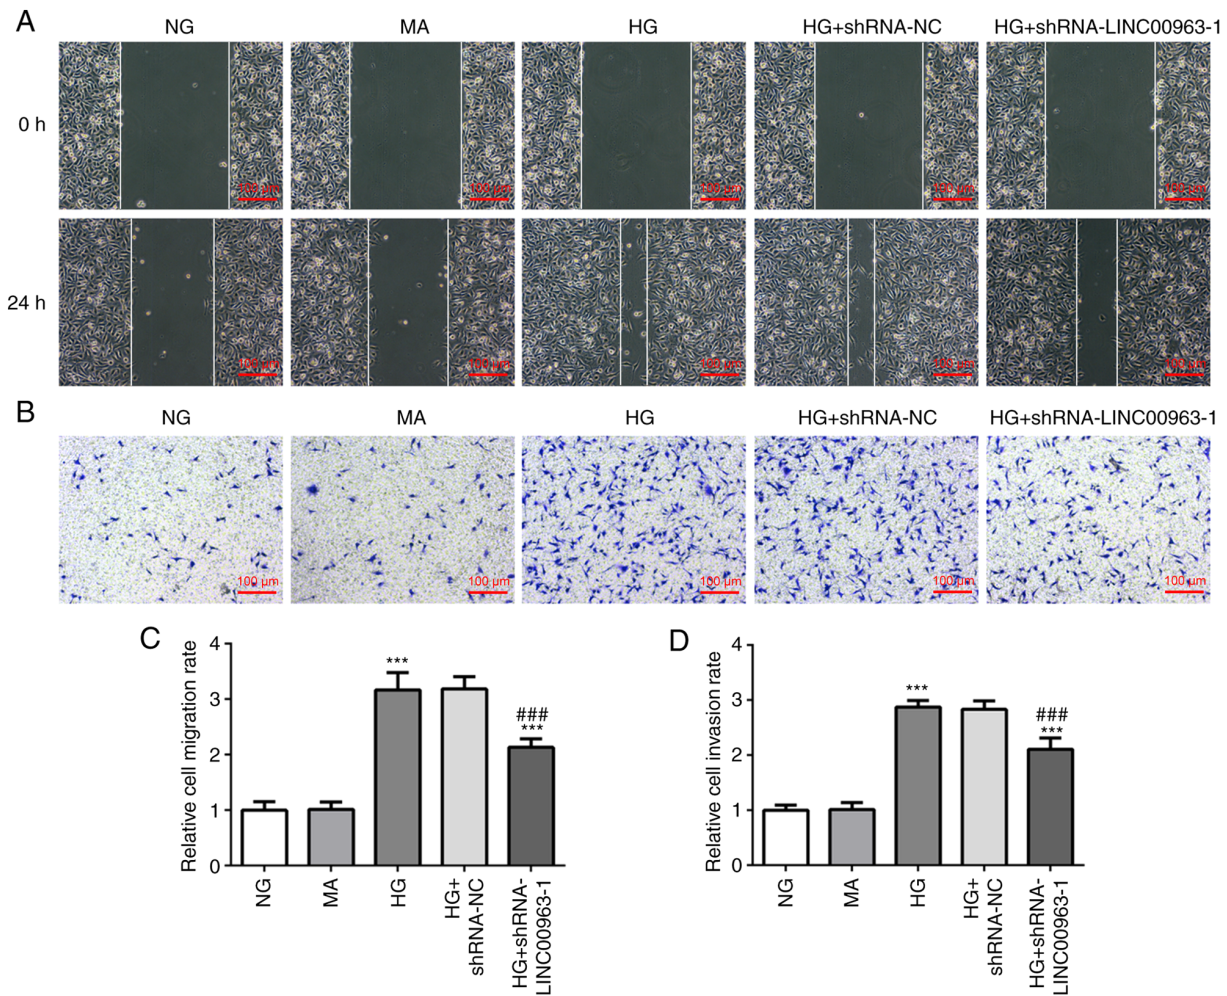 A
NG
MA
HG
HG+shRNA-NC
HG+shRNA-LINC00963-1
0 h
100 µm
100 µm
100 µm
100 µm
100 µm
24 h
100 µm
100 µm
100 µm
100 µm
100 µm
B
NG
MA
HG
HG+shRNA-NC
HG+shRNA-LINC00963-1
100 µm
100 µm
100 µm
100 µm
100 µm
C
Relative cell migration rate
4
3
2
1
0
***
###
***
NG
MA
HG
HG+
shRNA-NC
HG+shRNA-
LINC00963-1
D
Relative cell invasion rate
4
3
2
1
0
***
###
***
NG
MA
HG
HG+
shRNA-NC
HG+shRNA-
LINC00963-1